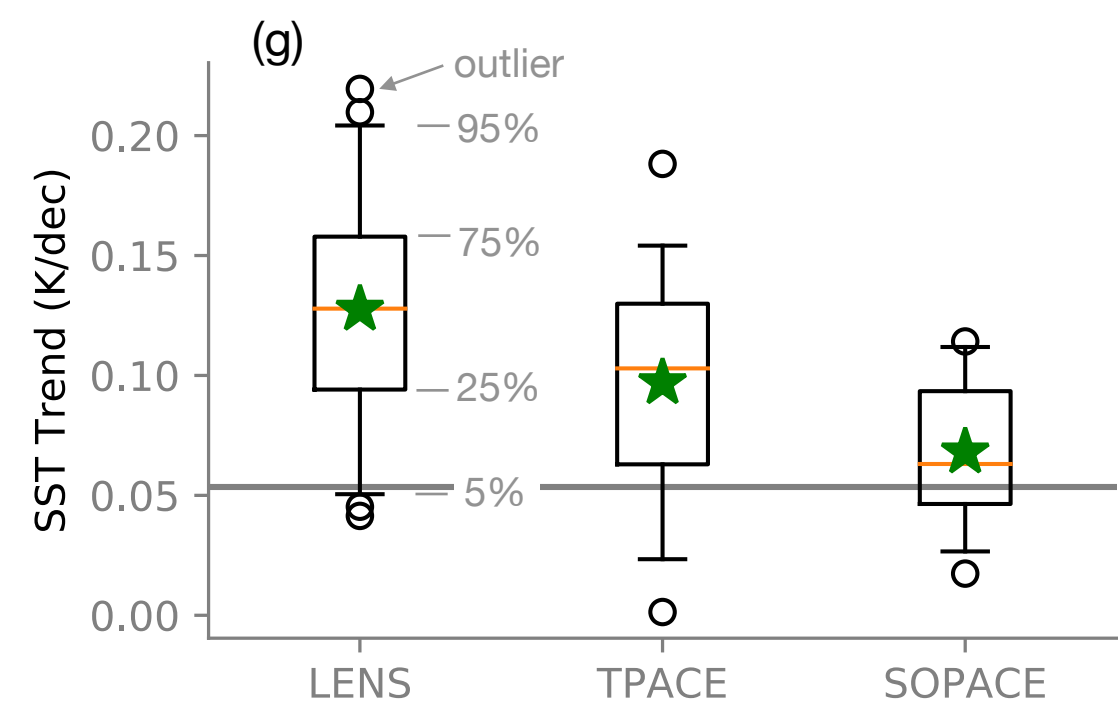 (g)
outlier
95%
75%
25%
5%
SST Trend (K/dec)
0.20
0.15
0.10
0.05
0.00
LENS
TPACE
SOPACE